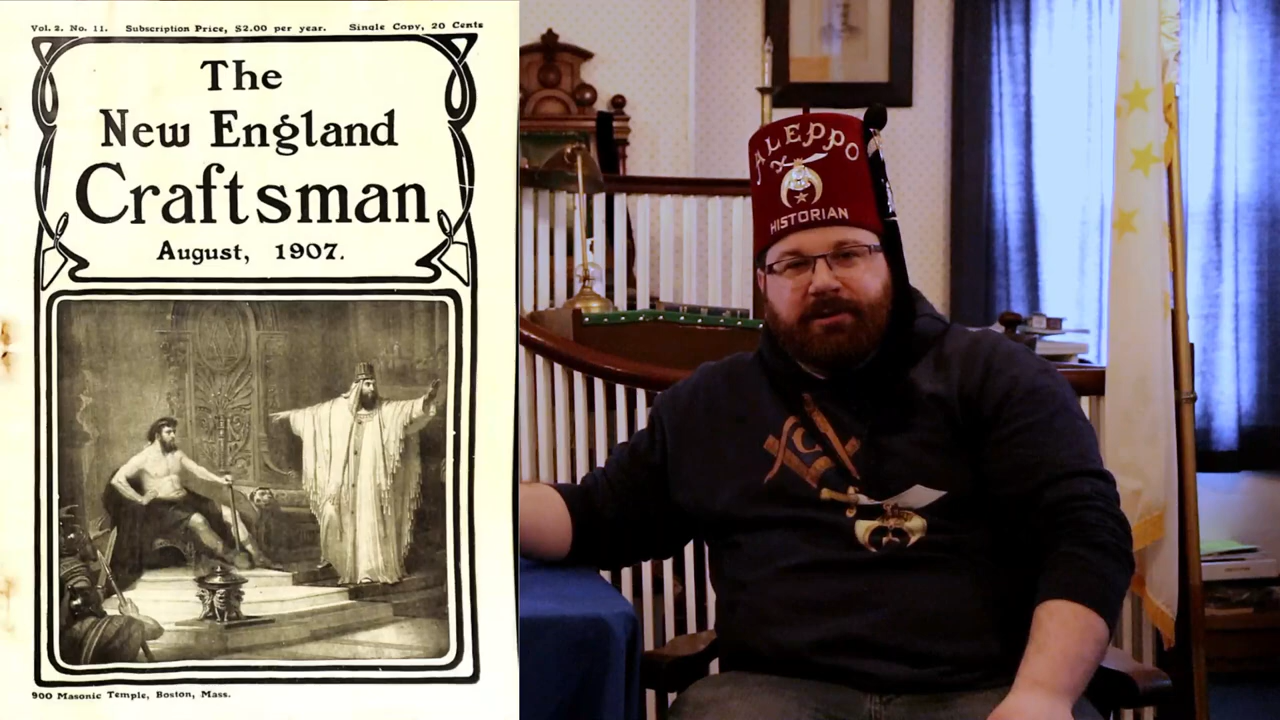 Vol. 2. No. 11. Subscription Price, $2.00 per year. Single Copy, 20 Cents
The
New England
Craftsman
August, 1907.
900 Masonic Temple, Boston, Mass.
ALEPPO
HISTORIAN
G